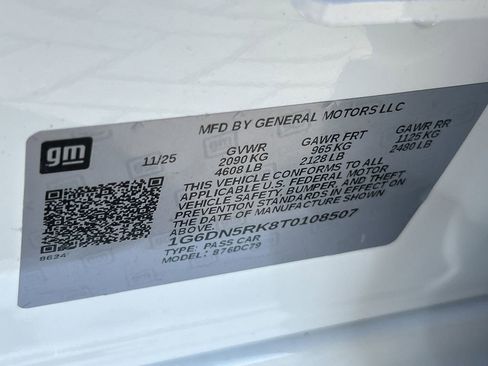 gm
MFD BY GENERAL MOTORS LLC
11/25 GVWR GAWR FRT GAWR RR
2090 KG 965 KG 1125 KG
4608 LB 2128 LB 2480 LB
THIS VEHICLE CONFORMS TO ALL
APPLICABLE U.S. FEDERAL MOTOR
VEHICLE SAFETY, BUMPER, AND THEFT
PREVENTION STANDARDS IN EFFECT ON
THE DATE OF MANUFACTURE SHOWN
ABOVE.
1G6DN5RK8T0108507
TYPE: PASS CAR
MODEL: 876DC79
8624